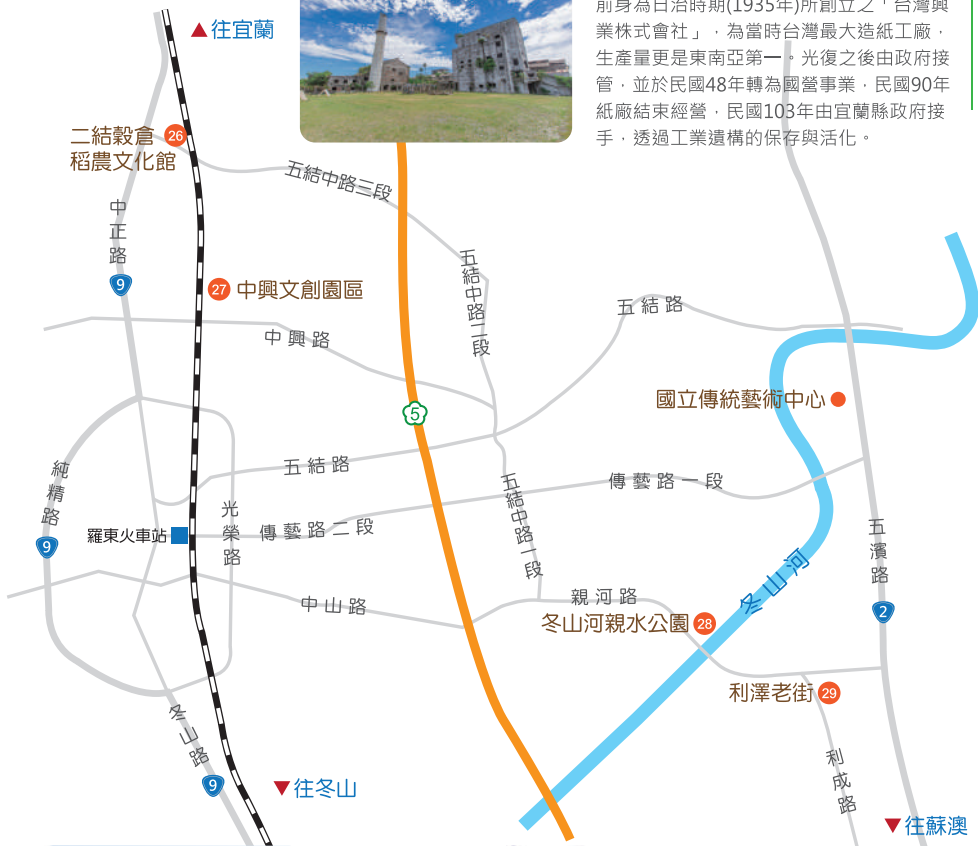 前身為日治時期(1935年)所創立之「台灣興
業株式會社」，為當時台灣最大造紙工廠，
生產量更是東南亞第一。光復之後由政府接
管，並於民國48年轉為國營事業，民國90年
紙廠結束經營，民國103年由宜蘭縣政府接
手，透過工業遺構的保存與活化。
▲往宜蘭
二結穀倉 26
稻農文化館
五結中路三段
中正路
9
27 中興文創園區
五結中路二段
五結路
中興路
國立傳統藝術中心
5
五結路
純精路
傳藝路一段
五結中路一段
光榮路
傳藝路二段
羅東火車站
9
五濱路
冬山河
親河路
中山路
2
冬山河親水公園 28
利澤老街 29
冬山路
9
▼往冬山
利成路
▼往蘇澳